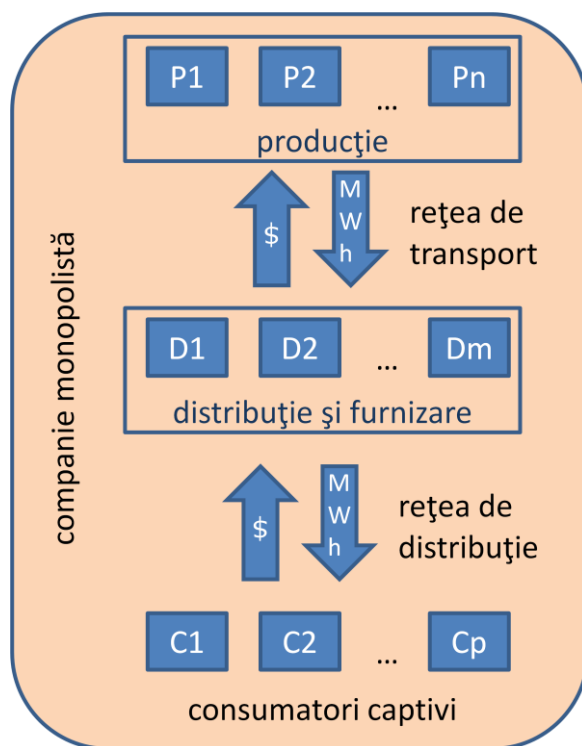 P1 P2 ... Pn
producţie
$
M
W
h
reţea de
transport
companie monopolistă
D1 D2 ... Dm
distribuţie şi furnizare
$
M
W
h
reţea de
distribuţie
C1 C2 ... Cp
consumatori captivi